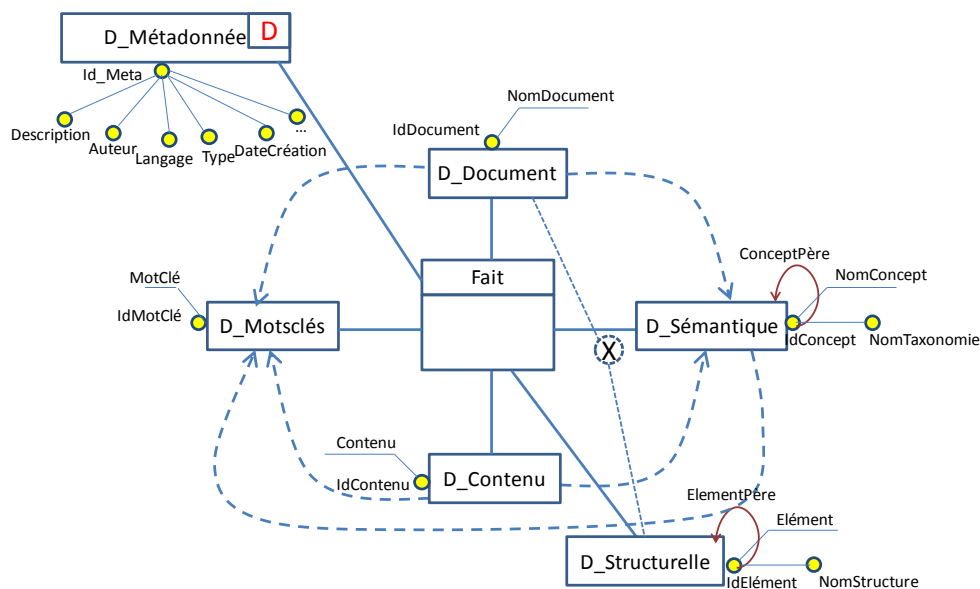 D_Métadonnée
D
Id_Meta
Description
Auteur
Langage
Type
DateCréation
...
NomDocument
IdDocument
D_Document
ConceptPère
NomConcept
MotClé
IdMotClé
D_Motsclés
Fait
D_Sémantique
IdConcept
NomTaxonomie
X
Contenu
IdContenu
D_Contenu
ElementPère
Elément
D_Structurelle
IdElément
NomStructure